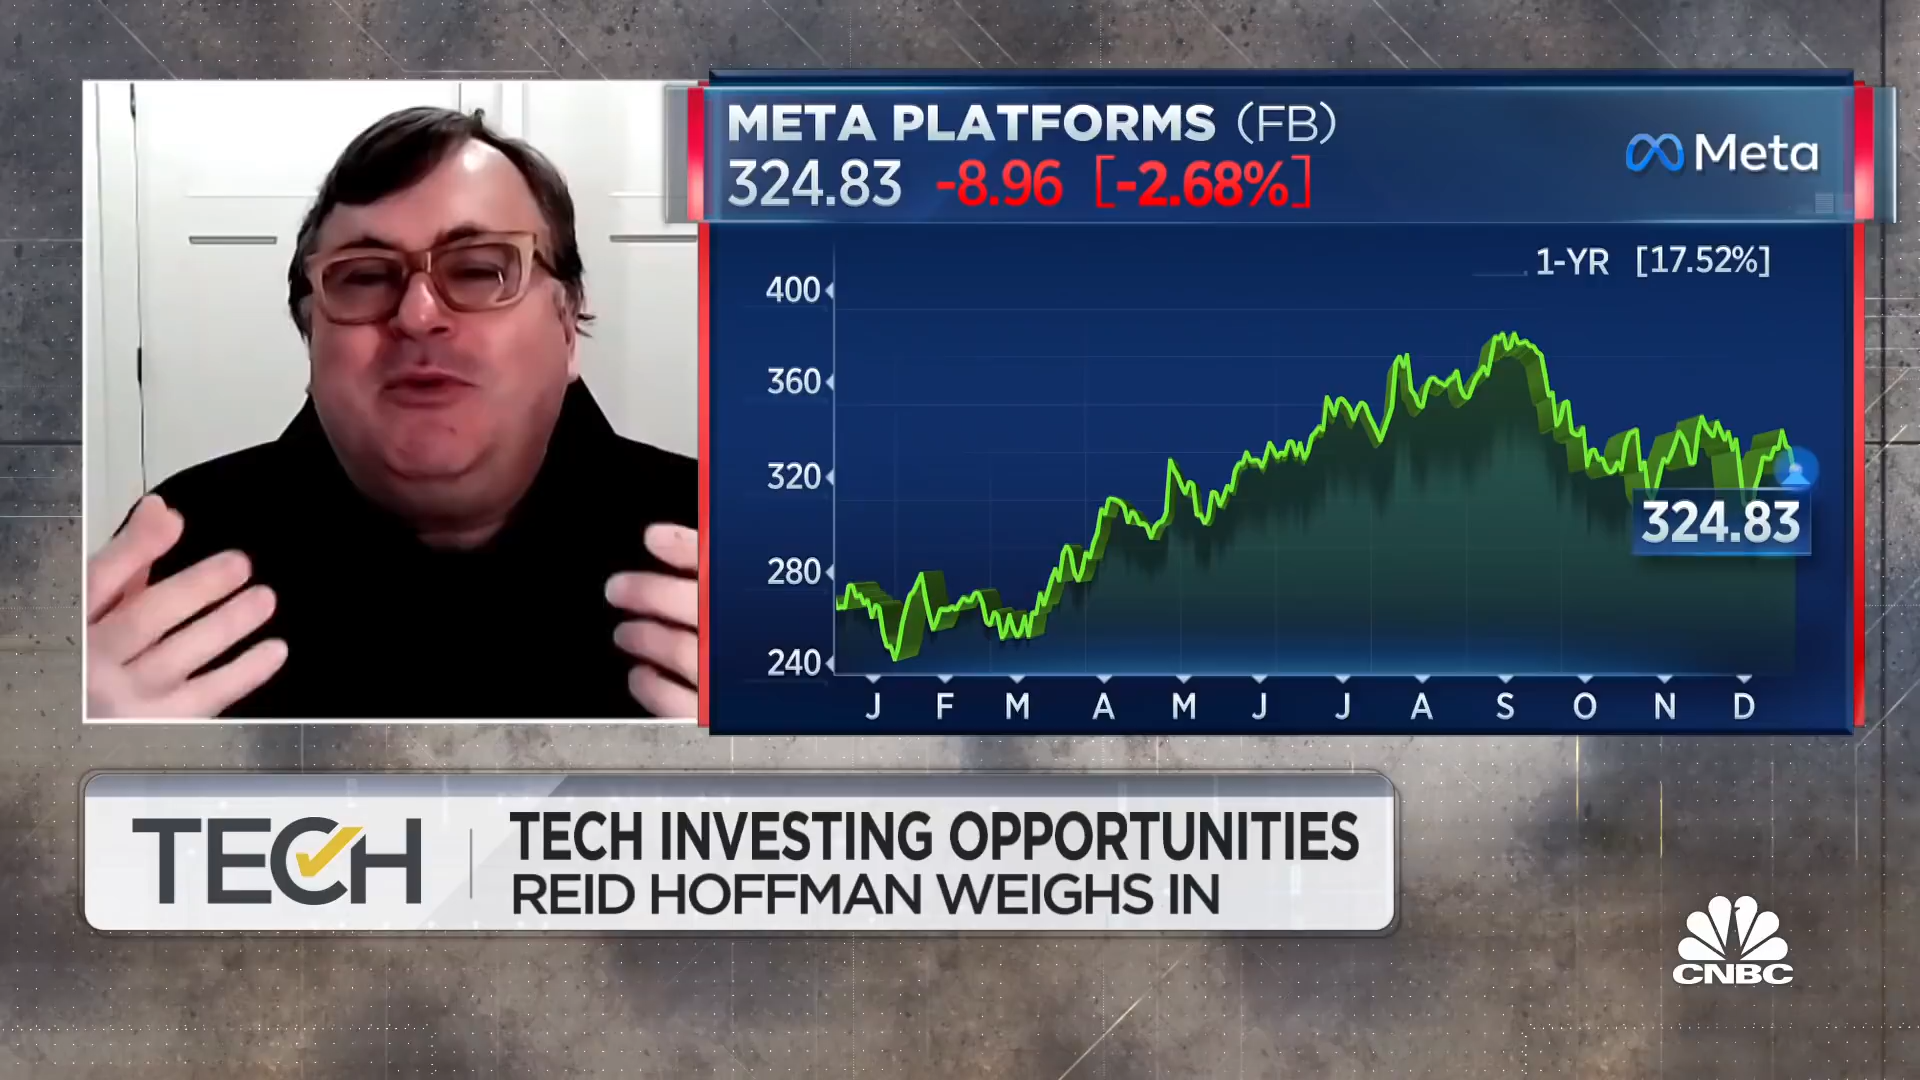 META PLATFORMS (FB)
324.83 -8.96 [-2.68%]
Meta
1-YR [17.52%]
400
360
320
280
240
324.83
J F M A M J J A S O N D
TECH
TECH INVESTING OPPORTUNITIES
REID HOFFMAN WEIGHS IN
CNBC